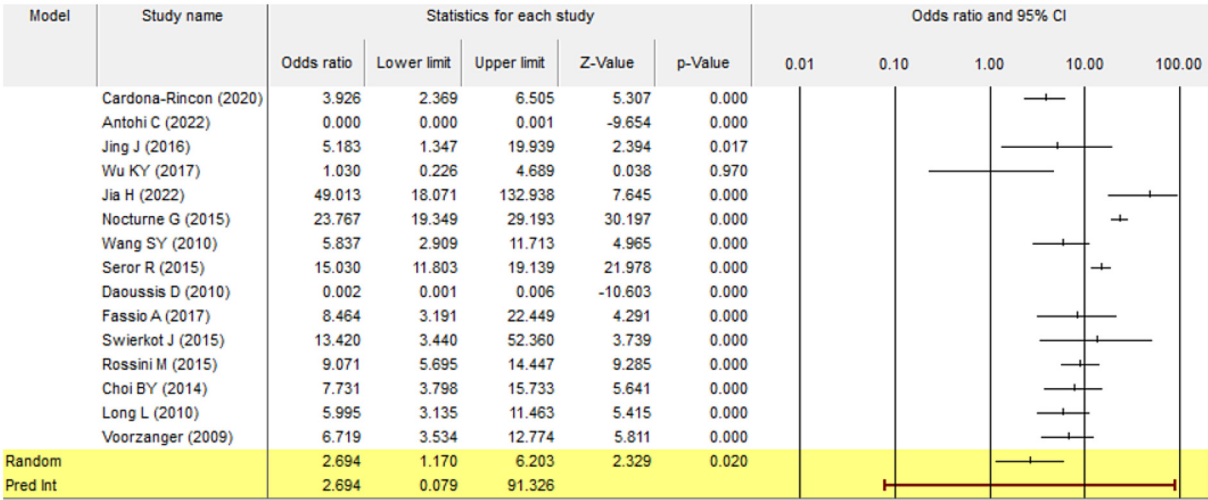 Model Study name Statistics for each study Odds ratio and 95% CI
Odds ratio Lower limit Upper limit Z-Value p-Value 0.01 0.10 1.00 10.00 100.00
Cardona-Rincon (2020) 3.926 2.369 6.505 5.307 0.000
Antohi C (2022) 0.000 0.000 0.001 -9.654 0.000
Jing J (2016) 5.183 1.347 19.939 2.394 0.017
Wu KY (2017) 1.030 0.226 4.689 0.038 0.970
Jia H (2022) 49.013 18.071 132.938 7.645 0.000
Nocturne G (2015) 23.767 19.349 29.193 30.197 0.000
Wang SY (2010) 5.837 2.909 11.713 4.965 0.000
Seror R (2015) 15.030 11.803 19.139 21.978 0.000
Daoussis D (2010) 0.002 0.001 0.006 -10.603 0.000
Fassio A (2017) 8.464 3.191 22.449 4.291 0.000
Swierkot J (2015) 13.420 3.440 52.360 3.739 0.000
Rossini M (2015) 9.071 5.695 14.447 9.285 0.000
Choi BY (2014) 7.731 3.798 15.733 5.641 0.000
Long L (2010) 5.995 3.135 11.463 5.415 0.000
Voorzanger (2009) 6.719 3.534 12.774 5.811 0.000
Random 2.694 1.170 6.203 2.329 0.020
Pred Int 2.694 0.079 91.326